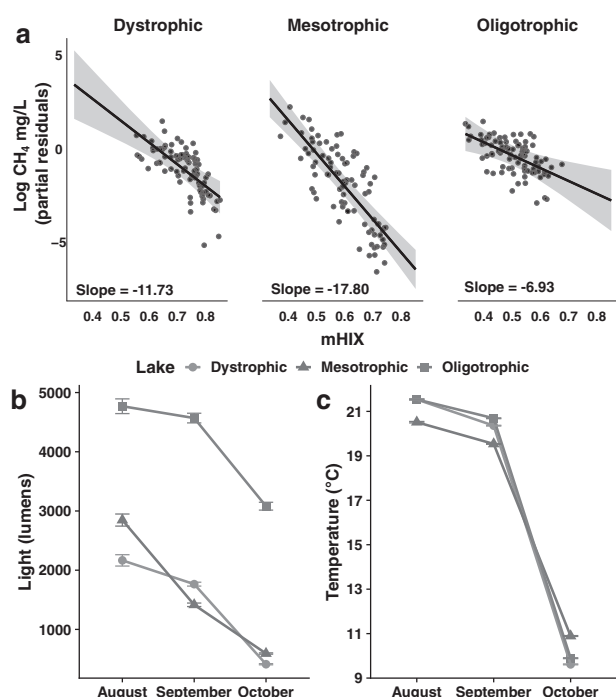 a
Dystrophic Mesotrophic Oligotrophic
Log CH4 mg/L
(partial residuals)
5
0
−5
Slope = -11.73 Slope = -17.80 Slope = -6.93
0.4 0.5 0.6 0.7 0.8 0.4 0.5 0.6 0.7 0.8 0.4 0.5 0.6 0.7 0.8
mHIX
Lake Dystrophic Mesotrophic Oligotrophic
b
Light (lumens)
5000
4000
3000
2000
1000
August September October
c
Temperature (°C)
21
19
17
15
13
11
9
August September October